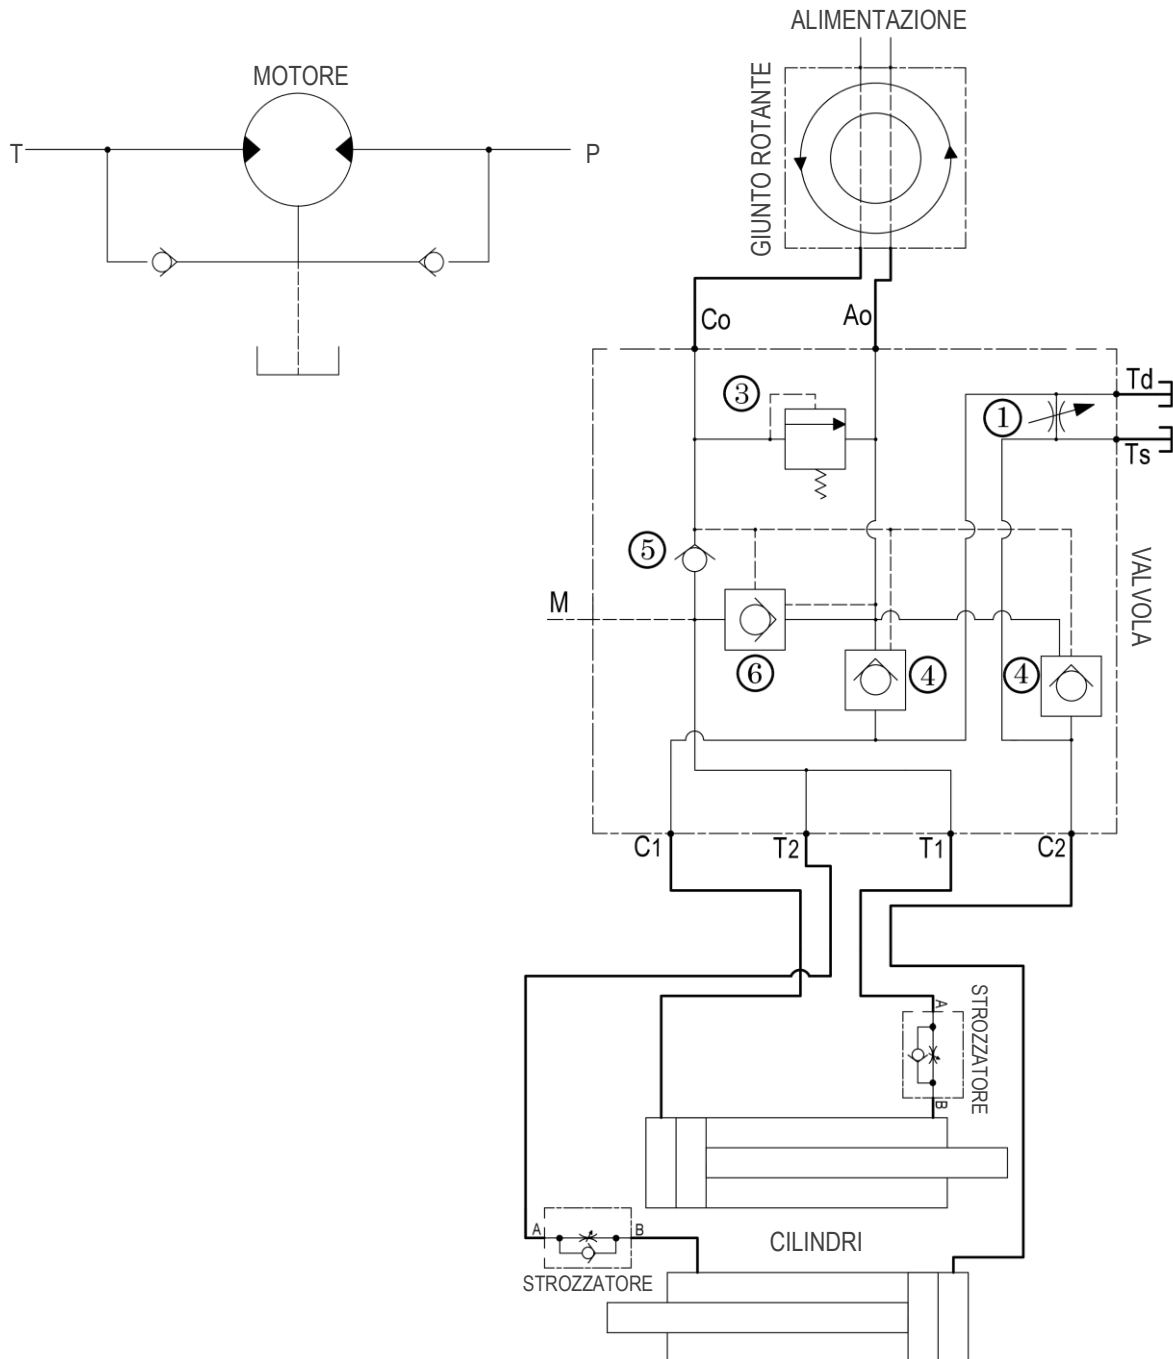 ALIMENTAZIONE
MOTORE
GIUNTO ROTANTE
T
P
Co
Ao
Td
3
1
Ts
5
VALVOLA
M
6
4
4
C1
T2
T1
C2
A
STROZZATORE
B
A
B
CILINDRI
STROZZATORE